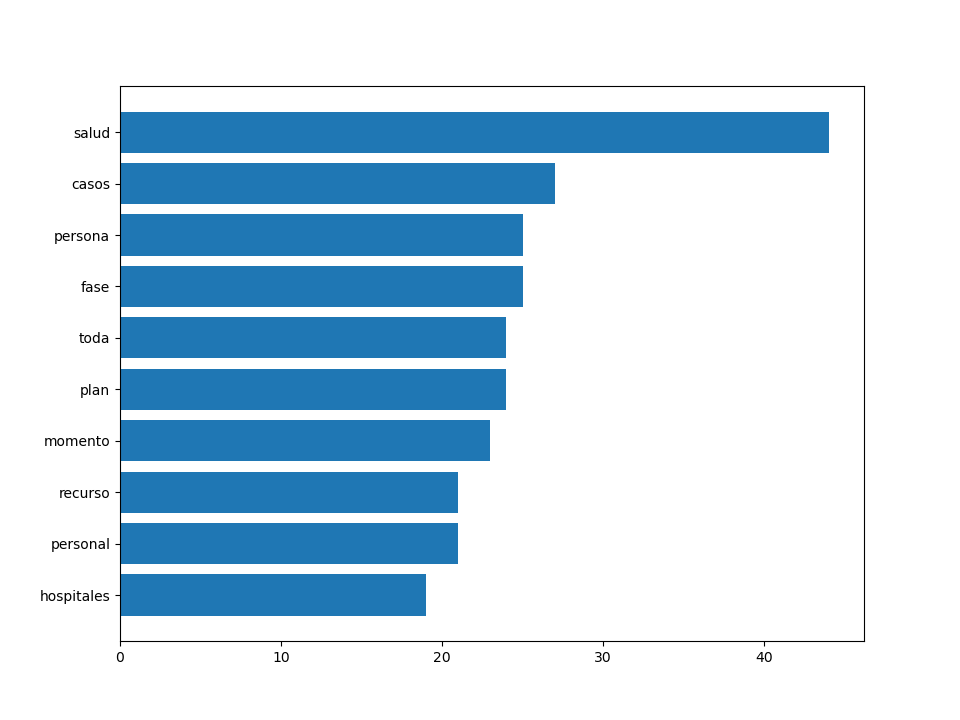 salud
casos
persona
fase
toda
plan
momento
recurso
personal
hospitales
0 10 20 30 40